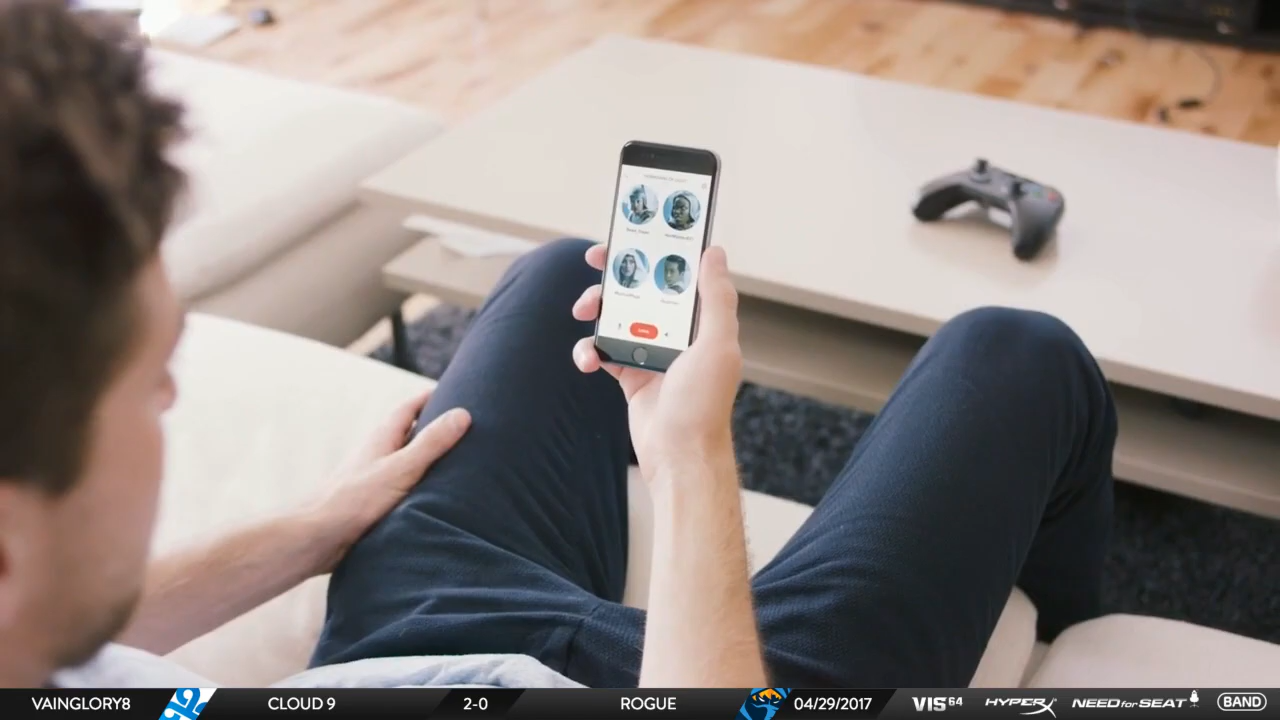 VAINGLORY8
CLOUD 9
2-0
ROGUE
04/29/2017
VIS64
HYPERX
NEED for SEAT
BAND